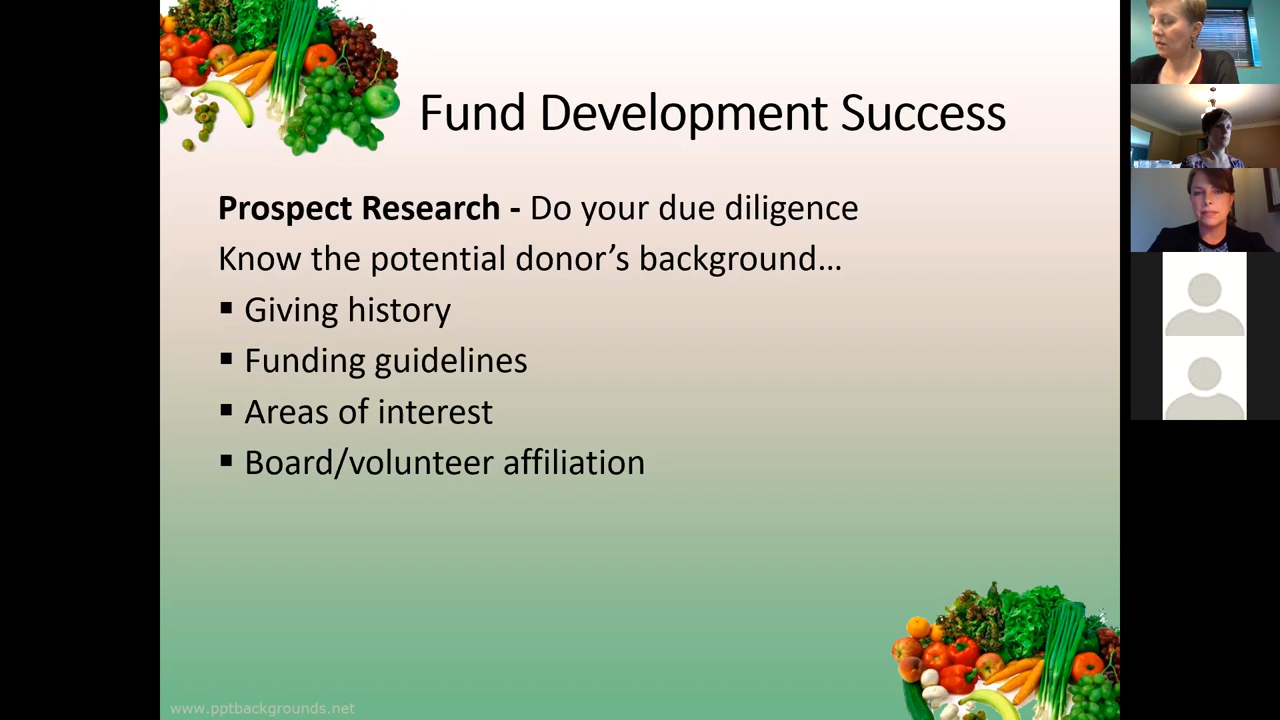 Fund Development Success
Prospect Research - Do your due diligence
Know the potential donor’s background…
▪ Giving history
▪ Funding guidelines
▪ Areas of interest
▪ Board/volunteer affiliation
www.pptbackgrounds.net